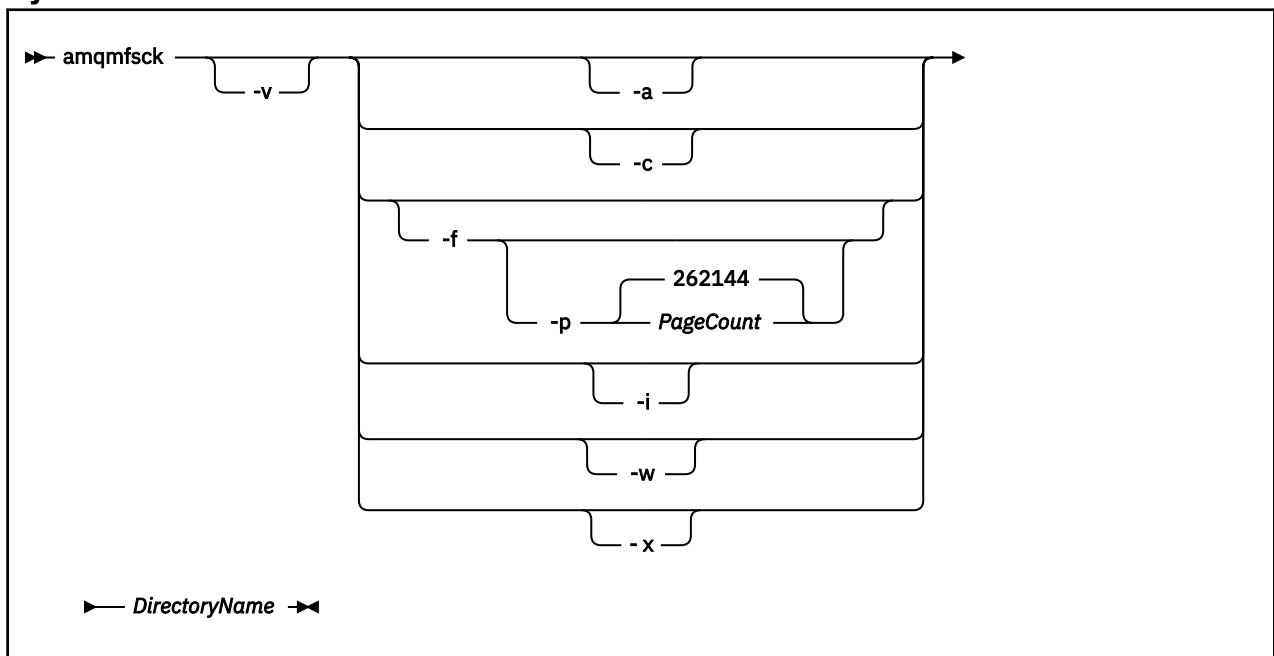 amqmfsck
-v
-a
-c
-f
262144
-p PageCount
-i
-w
- x
DirectoryName